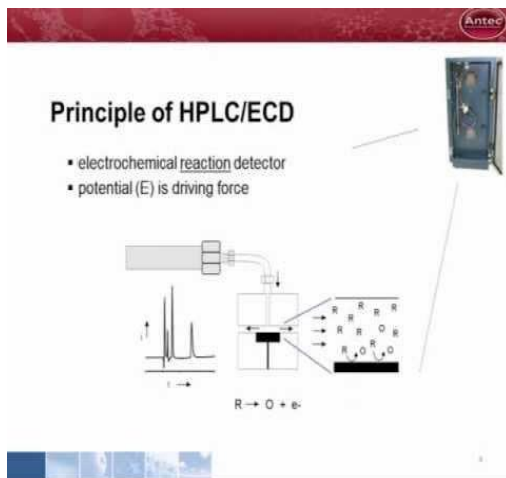 Antec
Principle of HPLC/ECD
▪ electrochemical reaction detector
▪ potential (E) is driving force
R
R R R
R R O R
R O R O
i
t
R → O + e-